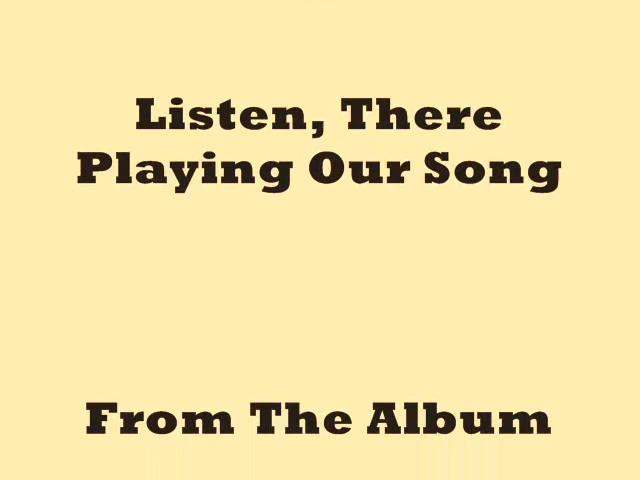 Listen, There
Playing Our Song
From The Album